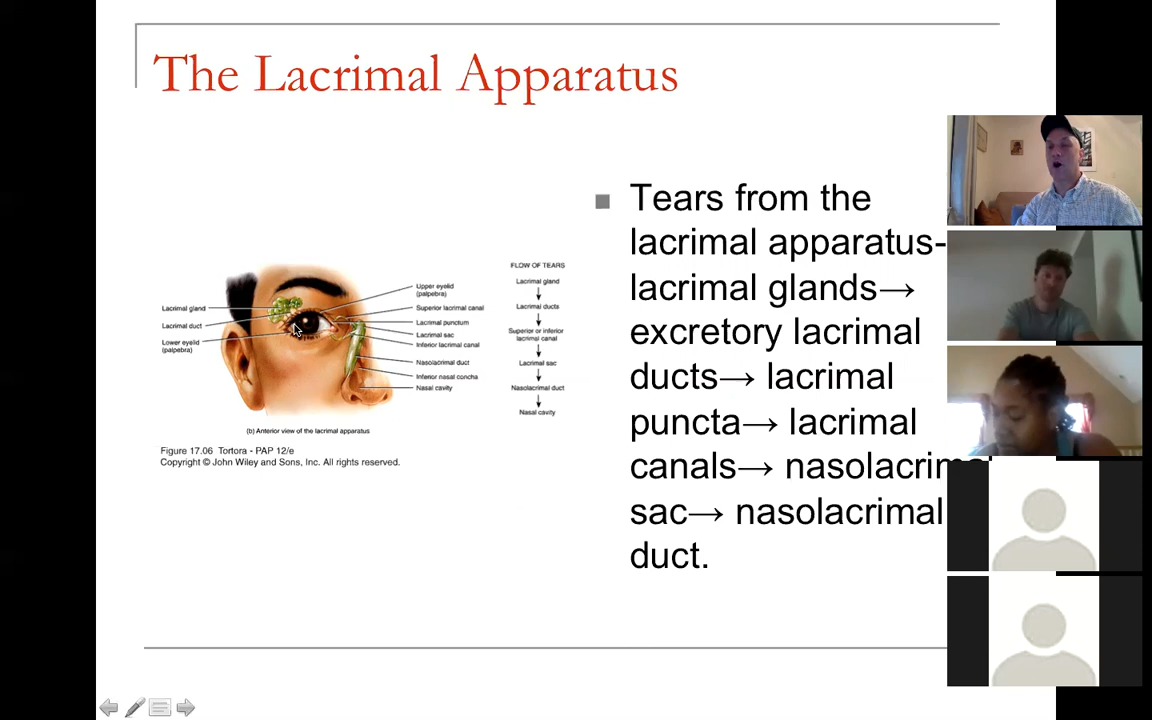 The Lacrimal Apparatus
Tears from the
lacrimal apparatus-
lacrimal glands→
excretory lacrimal
ducts→ lacrimal
puncta→ lacrimal
canals→ nasolacrimal
sac→ nasolacrimal
duct.
Lacrimal gland
Lacrimal duct
Lower eyelid
(palpebra)
Upper eyelid
(palpebra)
Superior lacrimal canal
Lacrimal punctum
Lacrimal sac
Inferior lacrimal canal
Nasolacrimal duct
Inferior nasal concha
Nasal cavity
FLOW OF TEARS
Lacrimal gland
Lacrimal ducts
Superior or inferior
lacrimal canal
Lacrimal sac
Nasolacrimal duct
Nasal cavity
(b) Anterior view of the lacrimal apparatus
Figure 17.06 Tortora - PAP 12/e
Copyright © John Wiley and Sons, Inc. All rights reserved.